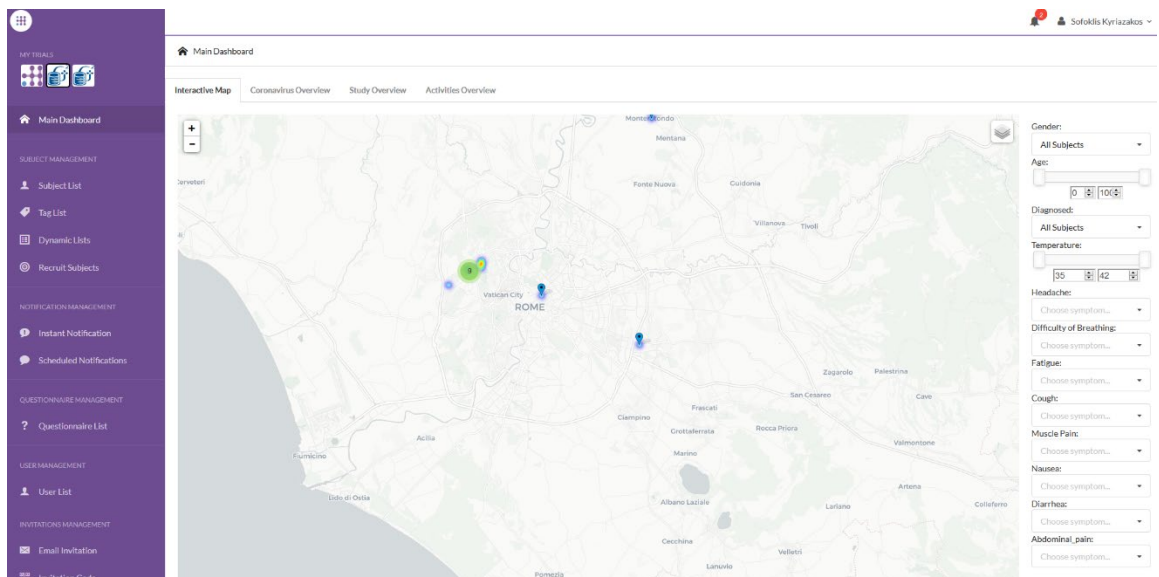 2
Sofoklis Kyriazakos
MY TRIALS
Main Dashboard
Interactive Map
Coronavirus Overview
Study Overview
Activities Overview
Main Dashboard
SUBJECT MANAGEMENT
Subject List
Tag List
Dynamic Lists
Recruit Subjects
NOTIFICATION MANAGEMENT
Instant Notification
Scheduled Notifications
QUESTIONNAIRE MANAGEMENT
? Questionnaire List
USER MANAGEMENT
User List
INVITATIONS MANAGEMENT
Email Invitation
Invitation Code
+
-
Mentana
Cerveteri
Fonte Nuova
Guidonia
Villanova
Tivoli
9
Vatican City
ROME
Zagarolo
Palestrina
San Cesareo
Cave
Frascati
Ciampino
Grottaferrata
Rocca Priora
Valmontone
Acilia
Marino
Fiumicino
Artena
Lido di Ostia
Albano Laziale
Lariano
Colleferro
Cecchina
Velletri
Lanuvio
Pomezia
Gender:
All Subjects
Age:
0 100
Diagnosed:
All Subjects
Temperature:
35 42
Headache:
Choose symptom...
Difficulty of Breathing:
Choose symptom...
Fatigue:
Choose symptom...
Cough:
Choose symptom...
Muscle Pain:
Choose symptom...
Nausea:
Choose symptom...
Diarrhea:
Choose symptom...
Abdominal_pain:
Choose symptom...